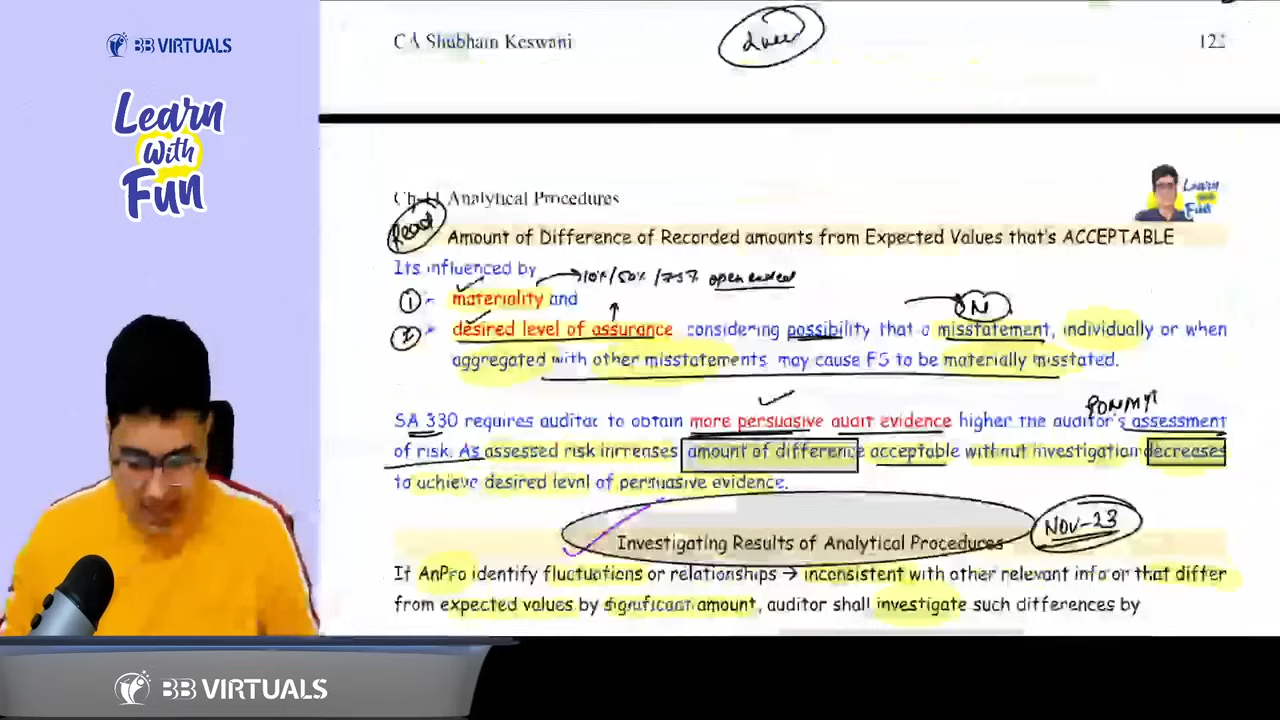 BB VIRTUALS
Learn
With
Fun
CA Shubham Keswani
122
Analytical Procedures
Learn
with
Fun
Read
Amount of Difference of Recorded amounts from Expected Values that's ACCEPTABLE
Its influenced by
10%/50%/75% open ended
① - materiality and
N
② - desired level of assurance considering possibility that a misstatement, individually or when
aggregated with other misstatements may cause FS to be materially misstated.
ROMM↑
SA 330 requires auditor to obtain more persuasive audit evidence higher the auditor's assessment
of risk. As assessed risk increases amount of difference acceptable without investigation decreases
to achieve desired level of persuasive evidence.
Nov-23
Investigating Results of Analytical Procedures
If AnPro identify fluctuations or relationships → inconsistent with other relevant info or that differ
from expected values by significant amount, auditor shall investigate such differences by
BB VIRTUALS